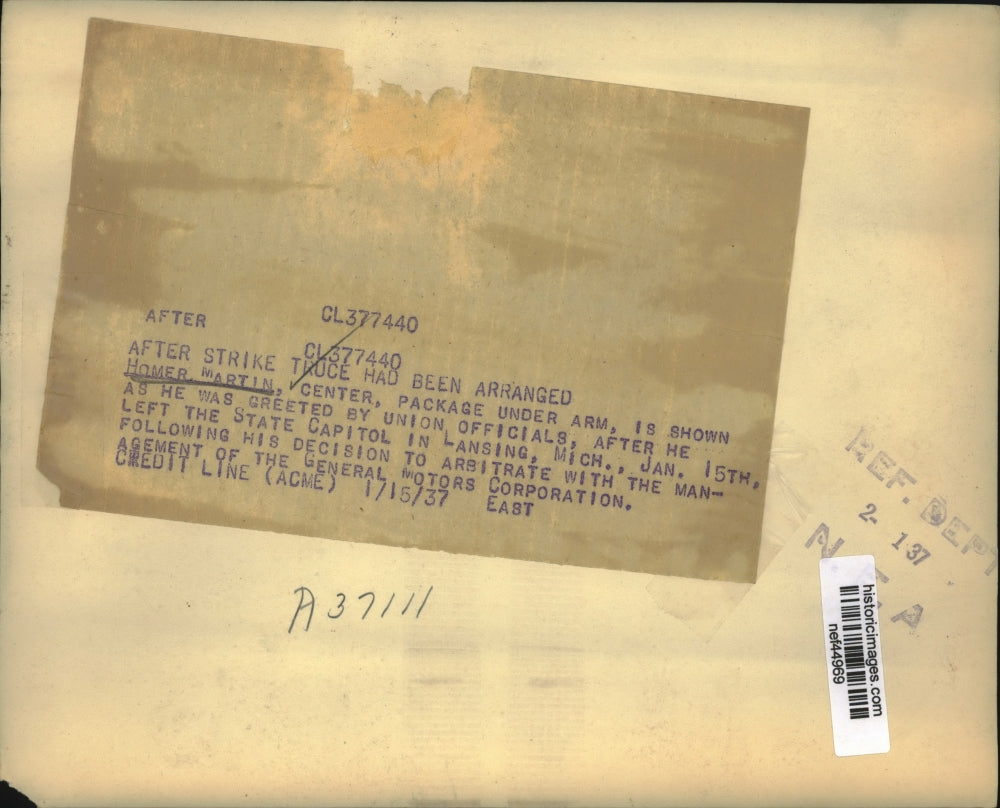 AFTER CL377440
CL377440
AFTER STRIKE TRUCE HAD BEEN ARRANGED
HOMER MARTIN, CENTER, PACKAGE UNDER ARM, IS SHOWN
AS HE WAS GREETED BY UNION OFFICIALS, AFTER HE
LEFT THE STATE CAPITOL IN LANSING, MICH., JAN. 15TH,
FOLLOWING HIS DECISION TO ARBITRATE WITH THE MAN-
AGEMENT OF THE GENERAL MOTORS CORPORATION.
CREDIT LINE (ACME) 1/15/37 EAST
A37111
REF. DEPT
2- 1 37
N. E. A
historicimages.com
nef44969